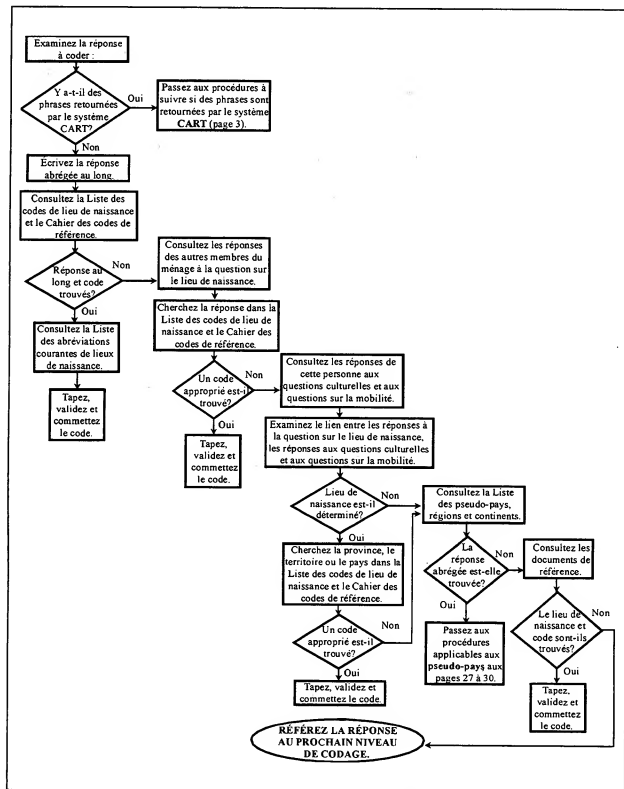 Examinez la réponse
à coder :
Y a-t-il des
phrases retournées
par le système
CART?
Oui
Passez aux procédures à
suivre si des phrases sont
retournées par le système
CART (page 3).
Non
Écrivez la réponse
abrégée au long.
Consultez la Liste des
codes de lieu de naissance
et le Cahier des codes de
référence.
Réponse au
long et code
trouvés?
Non
Consultez les réponses
des autres membres du
ménage à la question sur
le lieu de naissance.
Oui
Consultez la Liste
des abréviations
courantes de lieux
de naissance.
Tapez,
validez et
commettez
le code.
Cherchez la réponse dans la
Liste des codes de lieu de
naissance et le Cahier des
codes de référence.
Un code
approprié est-il
trouvé?
Non
Consultez les réponses de
cette personne aux
questions culturelles et aux
questions sur la mobilité.
Oui
Tapez,
validez et
commettez
le code.
Examinez le lien entre les réponses à
la question sur le lieu de naissance,
les réponses aux questions culturelles
et aux questions sur la mobilité.
Lieu de
naissance est-il
déterminé?
Non
Consultez la Liste
des pseudo-pays,
régions et continents.
Oui
Cherchez la province, le
territoire ou le pays dans la
Liste des codes de lieu de
naissance et le Cahier des
codes de référence.
Un code
approprié est-il
trouvé?
Non
Oui
Tapez, validez et
commettez le code.
La
réponse
abrégée est-elle
trouvée?
Non
Consultez les
documents de
référence.
Oui
Passez aux
procédures
applicables aux
pseudo-pays aux
pages 27 à 30.
Le lieu de
naissance et
code sont-ils
trouvés?
Non
Oui
Tapez,
validez et
commettez
le code.
RÉFÉREZ LA RÉPONSE
AU PROCHAIN NIVEAU
DE CODAGE.